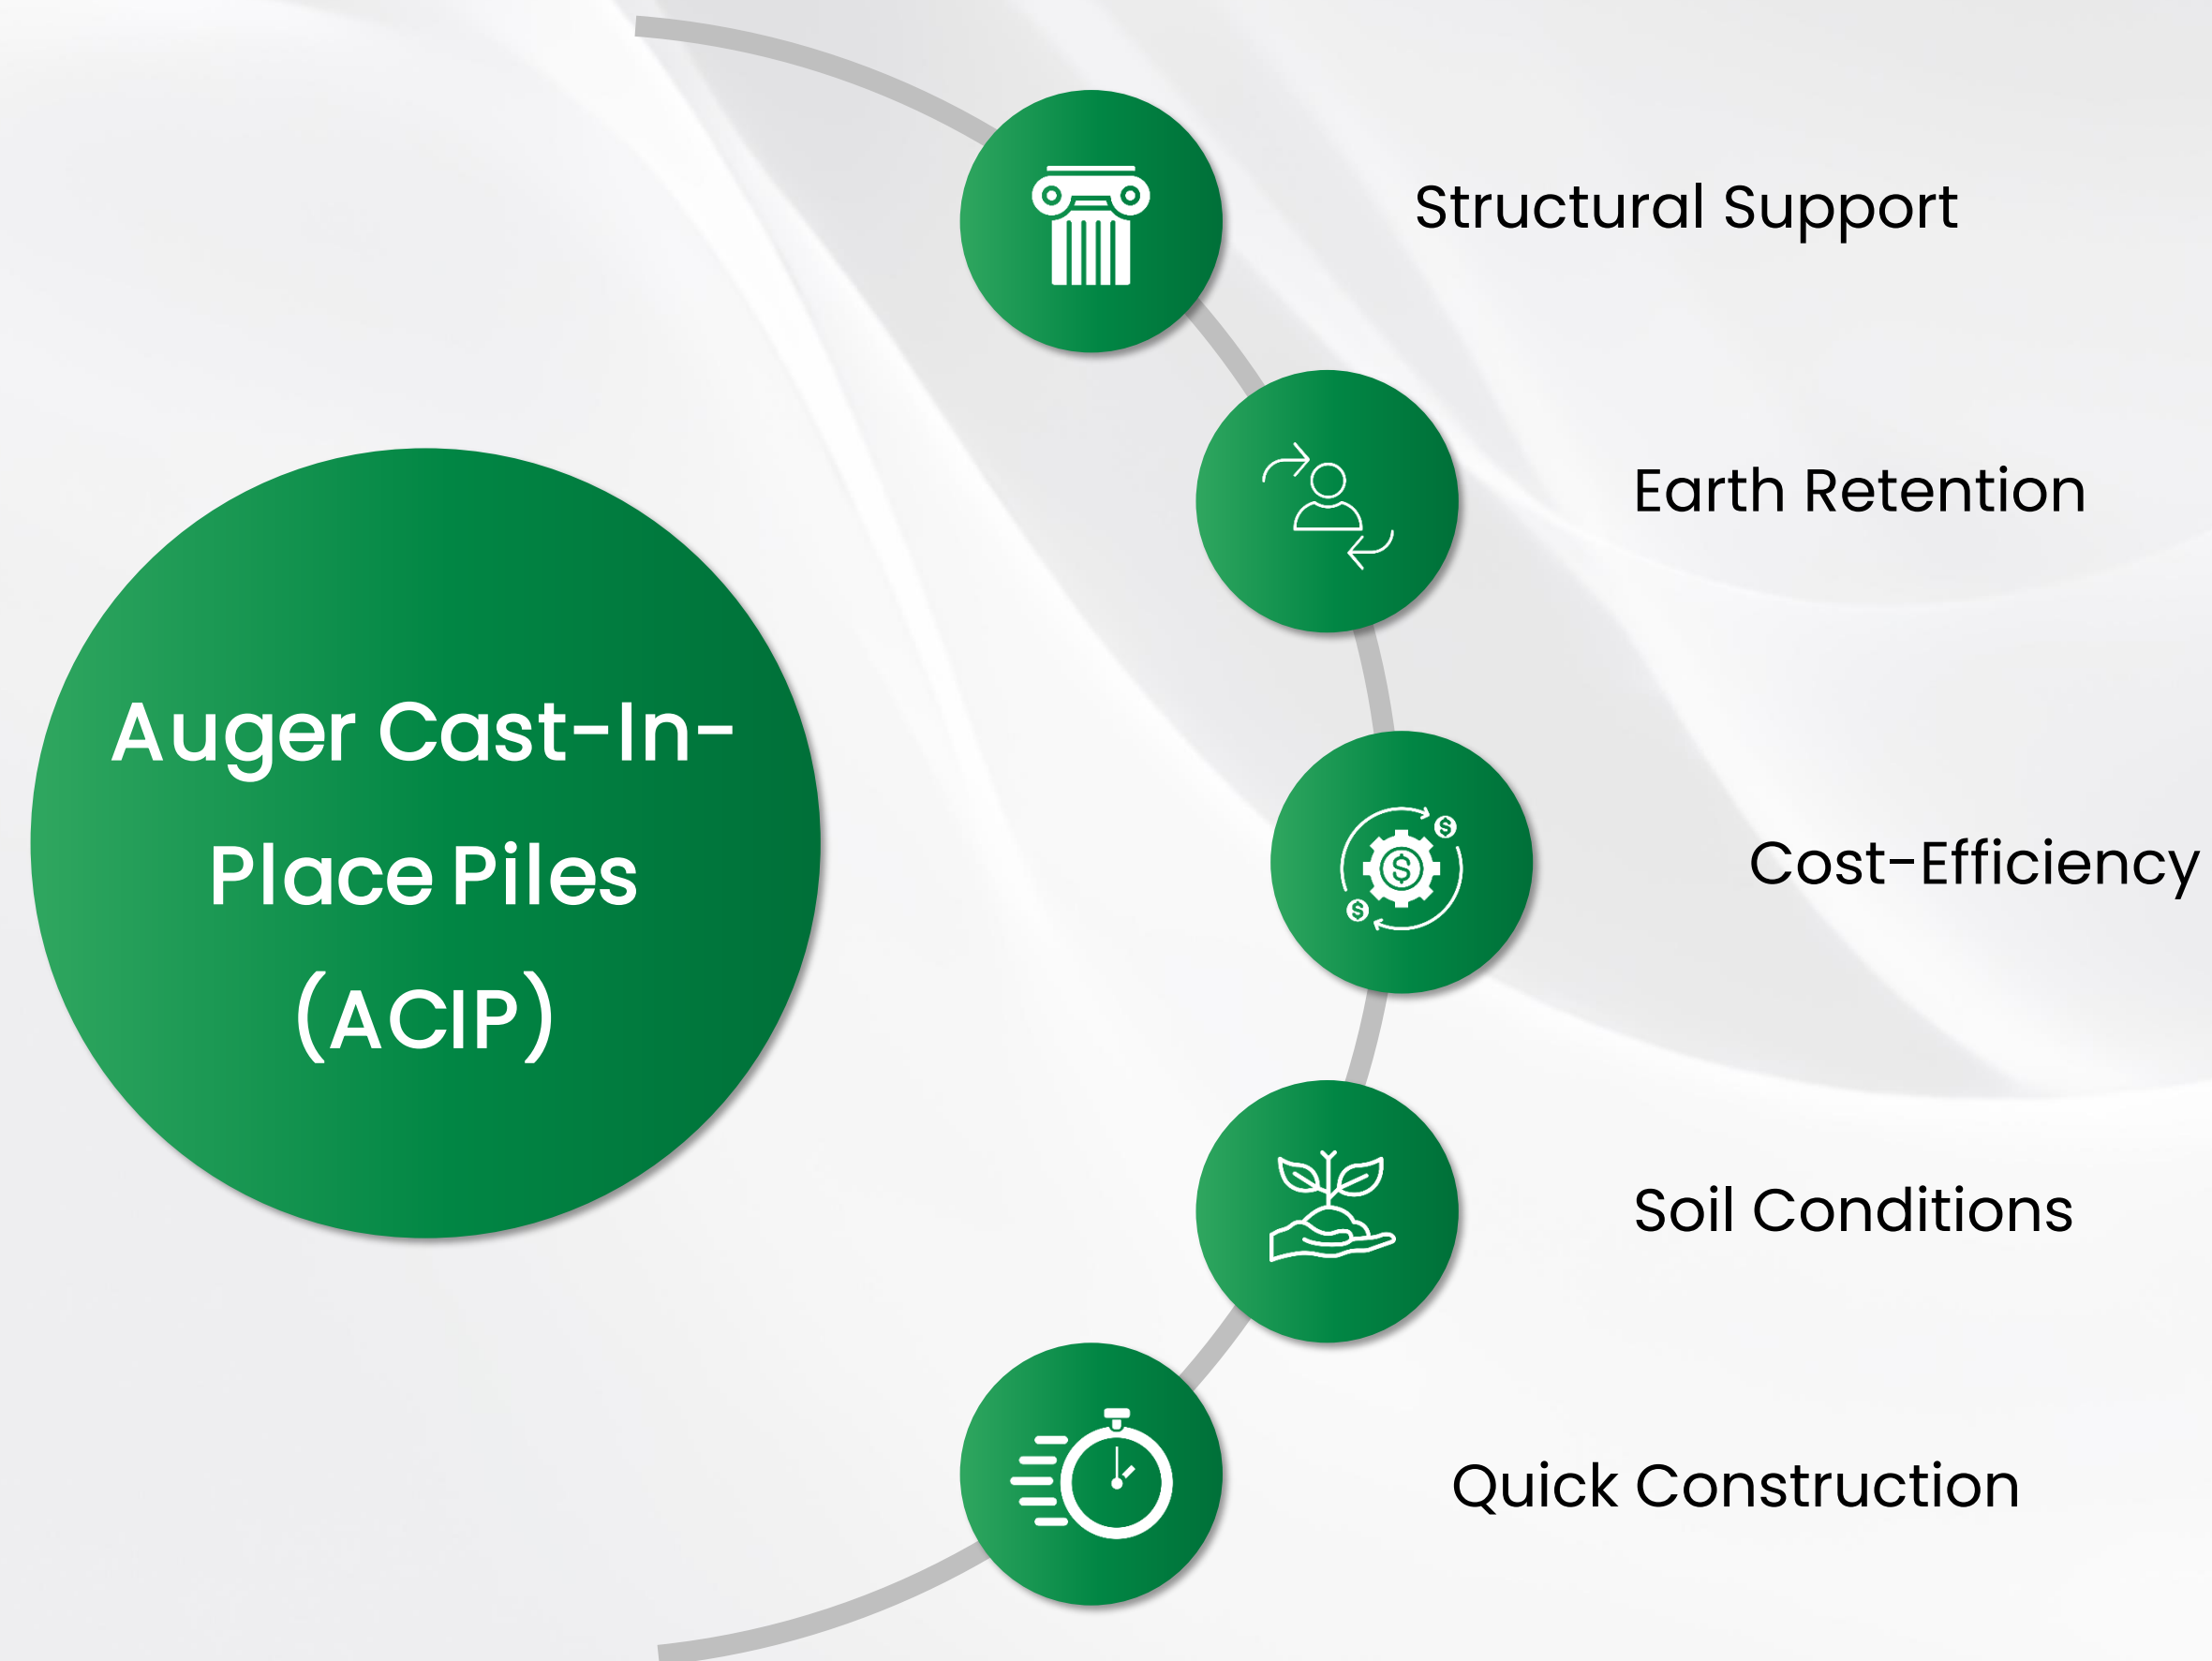 Auger Cast-In-
Place Piles
(ACIP)
Structural Support
Earth Retention
Cost-Efficiency
Soil Conditions
Quick Construction